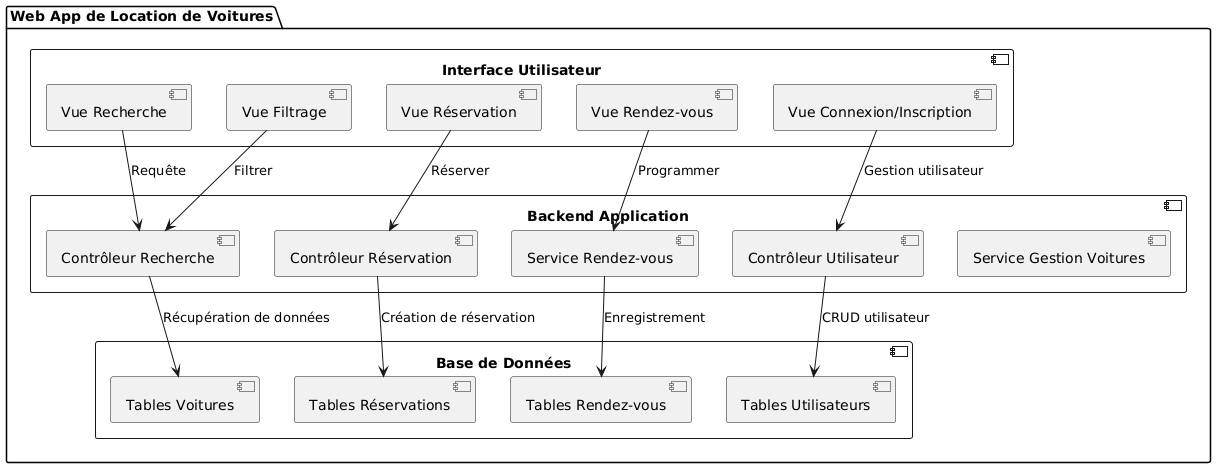 Web App de Location de Voitures
Interface Utilisateur
Vue Recherche
Vue Filtrage
Vue Réservation
Vue Rendez-vous
Vue Connexion/Inscription
Requête
Filtrer
Réserver
Programmer
Gestion utilisateur
Backend Application
Contrôleur Recherche
Contrôleur Réservation
Service Rendez-vous
Contrôleur Utilisateur
Service Gestion Voitures
Récupération de données
Création de réservation
Enregistrement
CRUD utilisateur
Base de Données
Tables Voitures
Tables Réservations
Tables Rendez-vous
Tables Utilisateurs